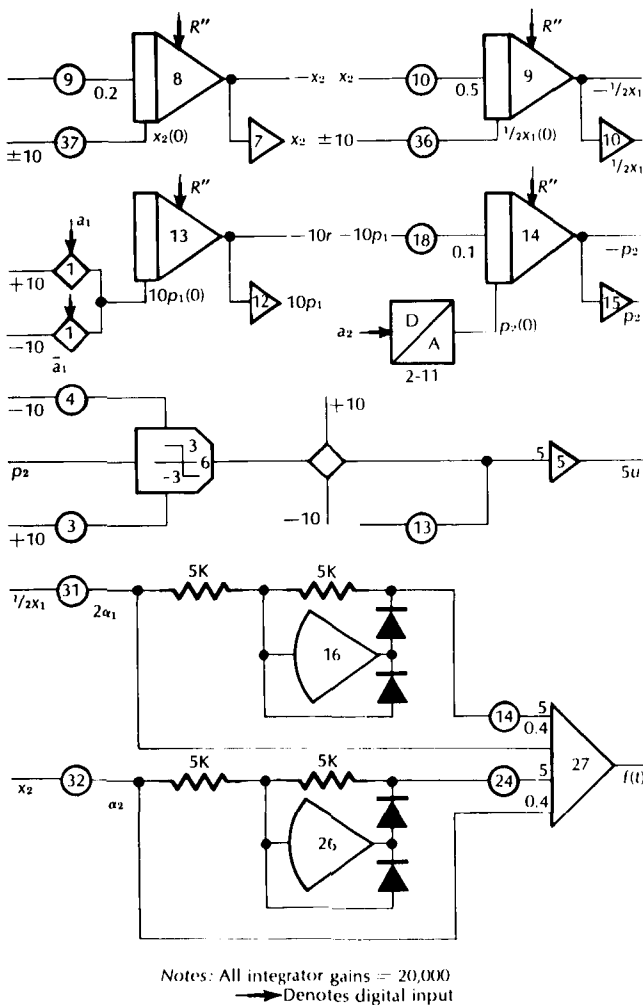 R" R"
9 0.2 8 −x₂ x₂ 10 0.5 9 −1/2x₁
±10 37 x₂(0) 7 x₂ ±10 36 1/2x₁(0) 10 1/2x₁
R" R"
a₁ 13 −10r −10p₁ 18 0.1 14 −p₂
+10 1 10p₁(0) 12 10p₁ 15 p₂
−10 1 a₂ D/A p₂(0)
ā₁ 2-11
−10 4 +10
p₂ 3 -3 6 5 5 5u
+10 3 −10 13
1/2x₁ 31 2α₁ 5K 5K
16
14 5
0.4
x₂ 32 α₂ 5K 5K 24 5 27 f(t)
0.4
26
Notes: All integrator gains = 20,000
Denotes digital input